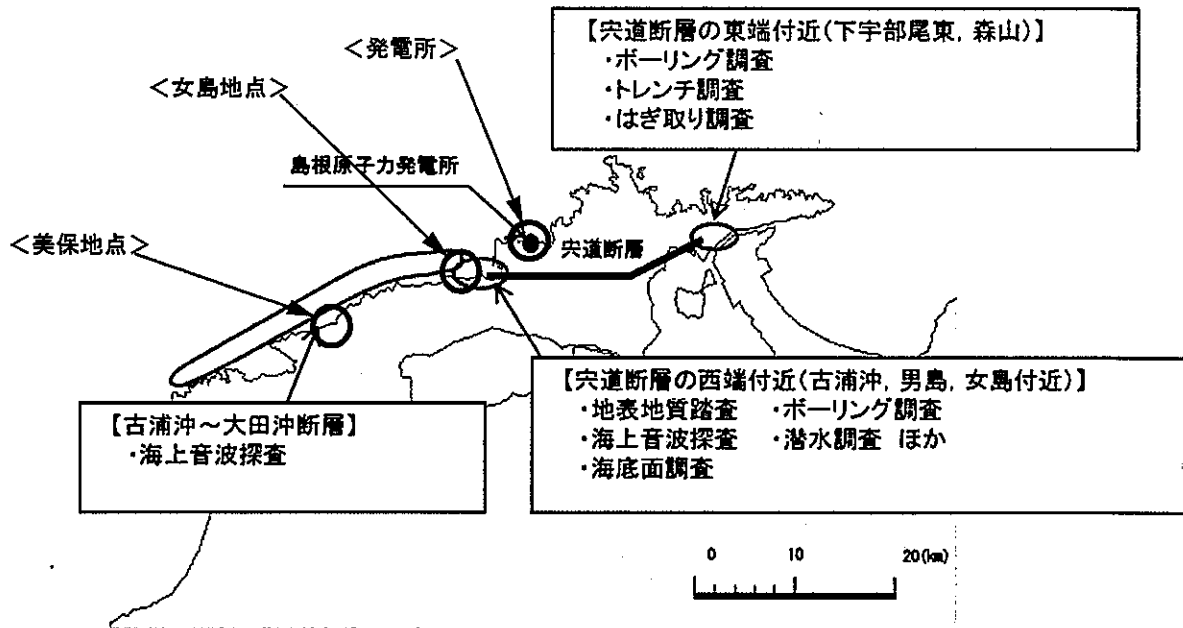 【宍道断層の東端付近(下宇部尾東, 森山)】
・ボーリング調査
・トレンチ調査
・はぎ取り調査
＜発電所＞
＜女島地点＞
島根原子力発電所
＜美保地点＞
宍道断層
【宍道断層の西端付近(古浦沖, 男島, 女島付近)】
・地表地質踏査 ・ボーリング調査
・海上音波探査 ・潜水調査 ほか
・海底面調査
【古浦沖～大田沖断層】
・海上音波探査
0 10 20(km)